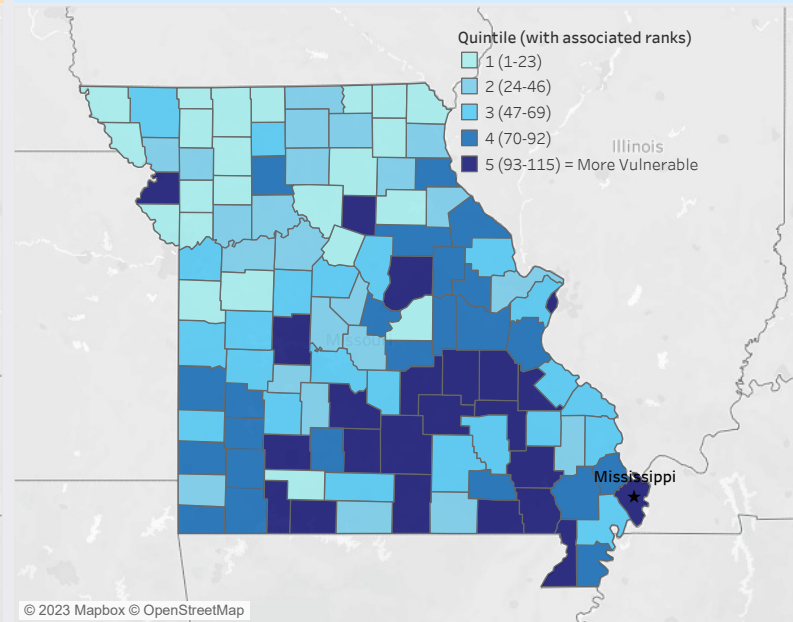 Quintile (with associated ranks)
1 (1-23)
2 (24-46)
3 (47-69)
4 (70-92)
5 (93-115) = More Vulnerable
Illinois
Missouri
Mississippi
© 2023 Mapbox © OpenStreetMap